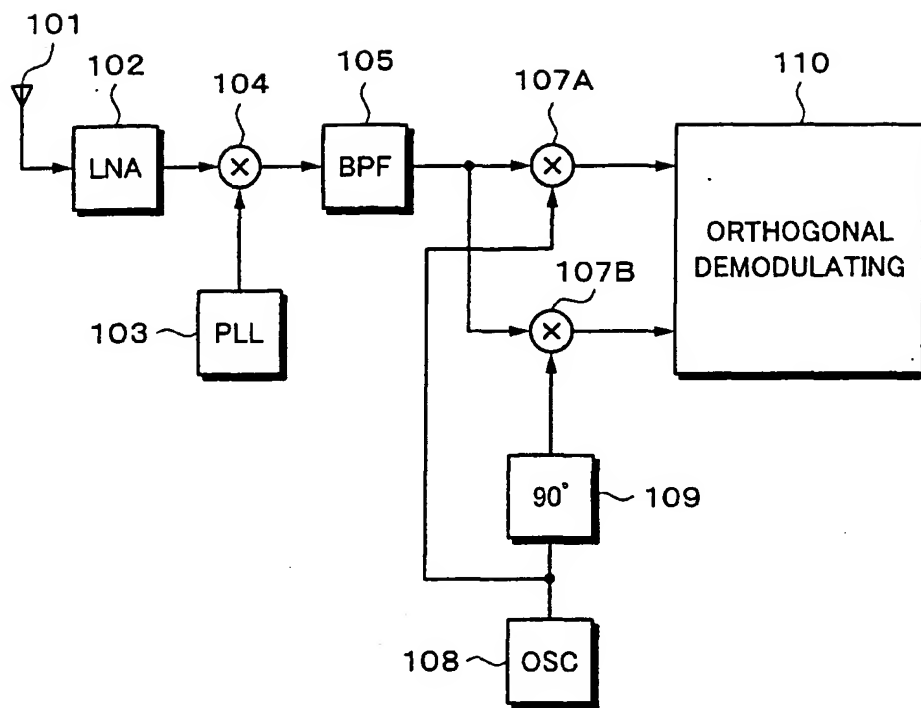 101
102
104
105
107A
110
LNA
×
BPF
×
ORTHOGONAL
DEMODULATING
107B
×
103
PLL
90°
109
108
OSC